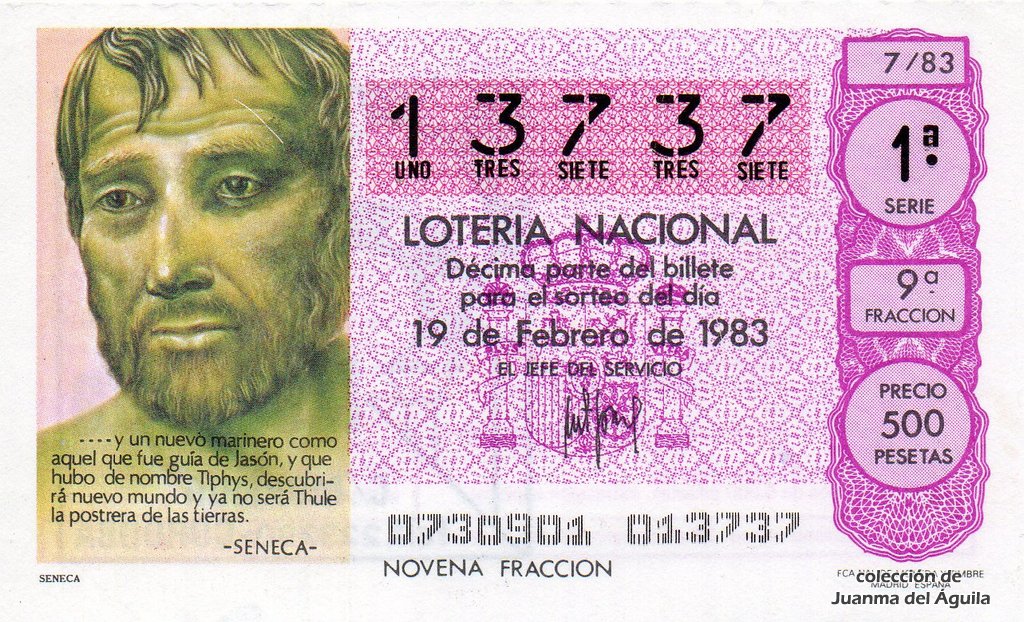 7/83
1 3 7 3 7
UNO TRES SIETE TRES SIETE
1ª
SERIE
LOTERIA NACIONAL
Décima parte del billete
para el sorteo del día
19 de Febrero de 1983
EL JEFE DEL SERVICIO
9ª
FRACCION
PRECIO
500
PESETAS
----y un nuevo marinero como
aquel que fue guía de Jasón, y que
hubo de nombre Tiphys, descubri-
rá nuevo mundo y ya no será Thule
la postrera de las tierras.
-SENECA-
0730901 013737
NOVENA FRACCION
SENECA
MADRID ESPAÑA
colección de
Juanma del Águila